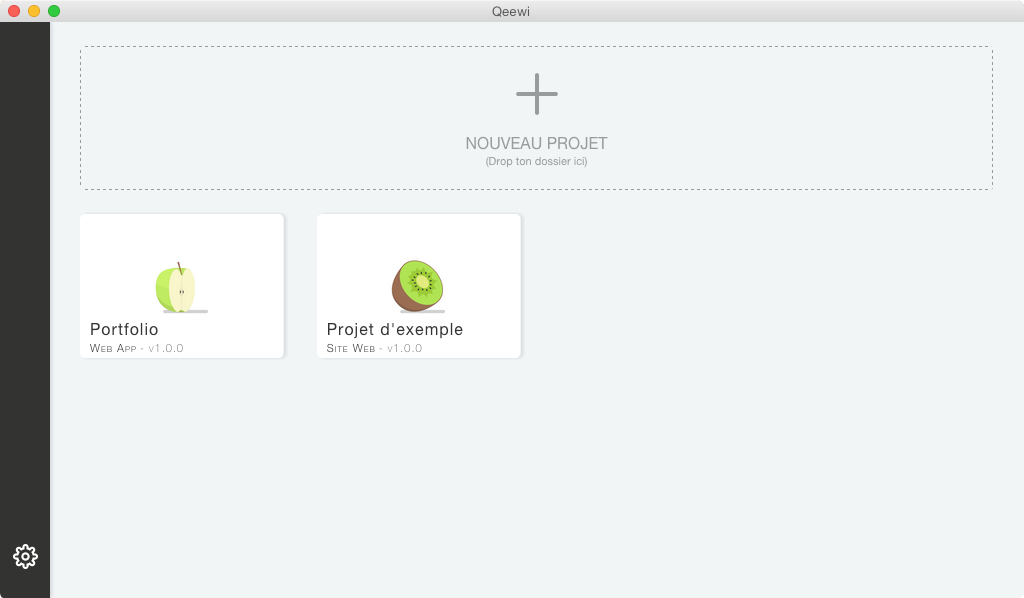 Qeewi
NOUVEAU PROJET
(Drop ton dossier ici)
Portfolio
Web App - v1.0.0
Projet d'exemple
Site Web - v1.0.0